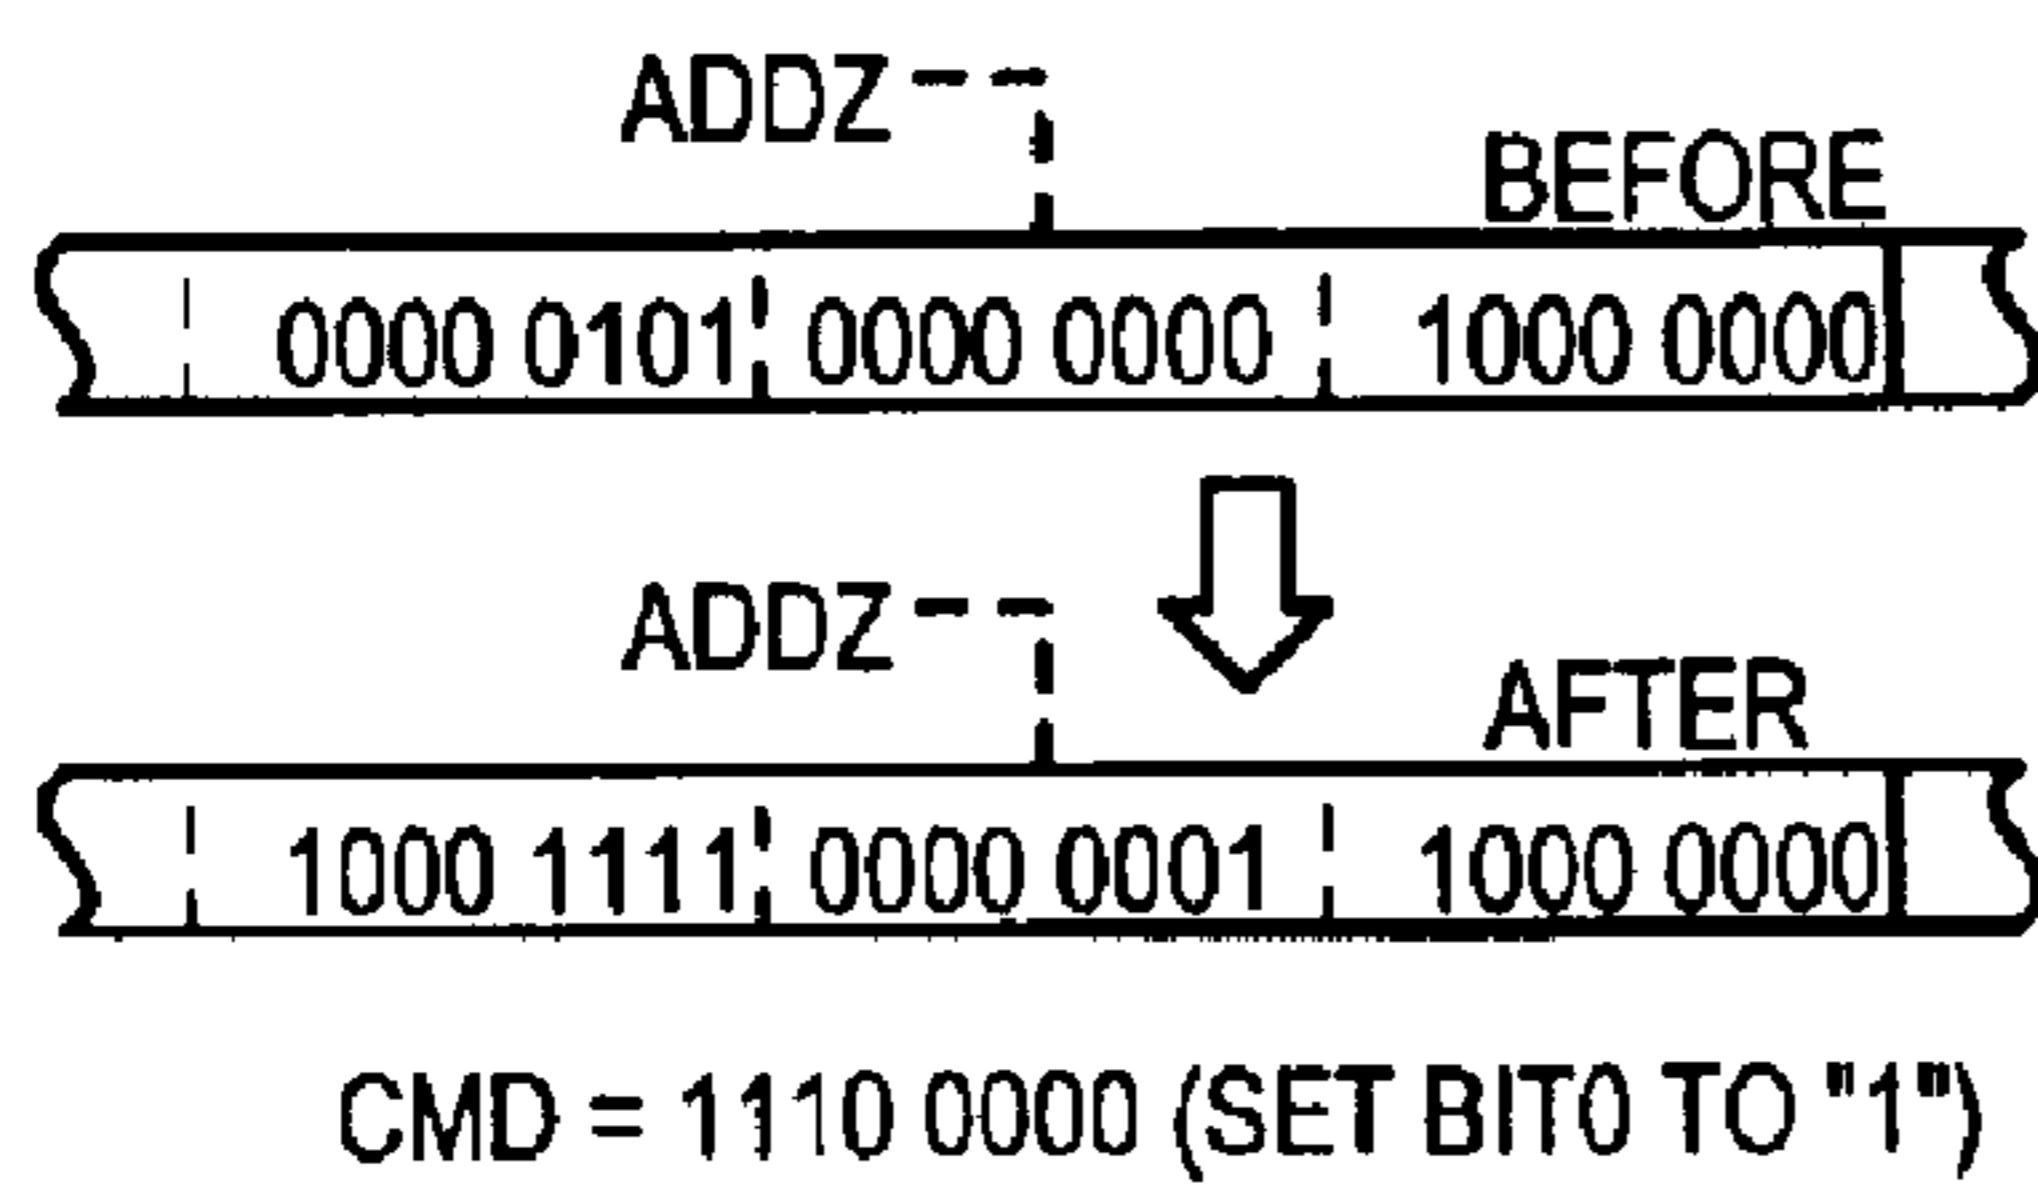 ADDZ
BEFORE
0000 0101 0000 0000 1000 0000
ADDZ
AFTER
1000 1111 0000 0001 1000 0000
CMD = 1110 0000 (SET BIT0 TO "1")